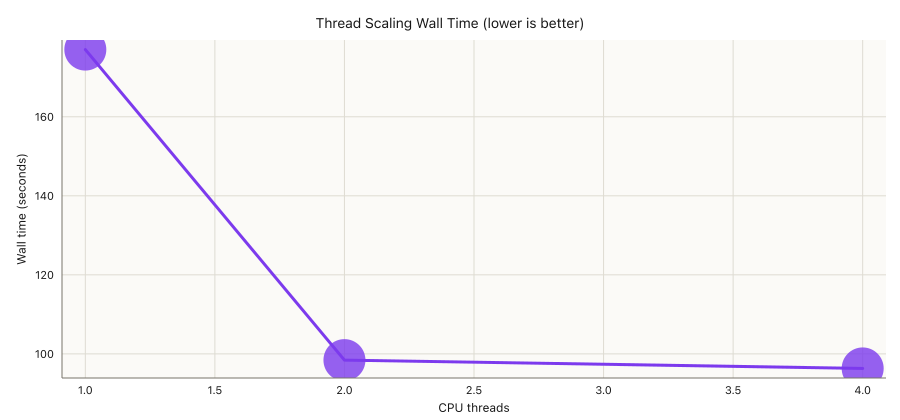 Thread Scaling Wall Time (lower is better)
Wall time (seconds)
160
140
120
100
1.0 1.5 2.0 2.5 3.0 3.5 4.0
CPU threads